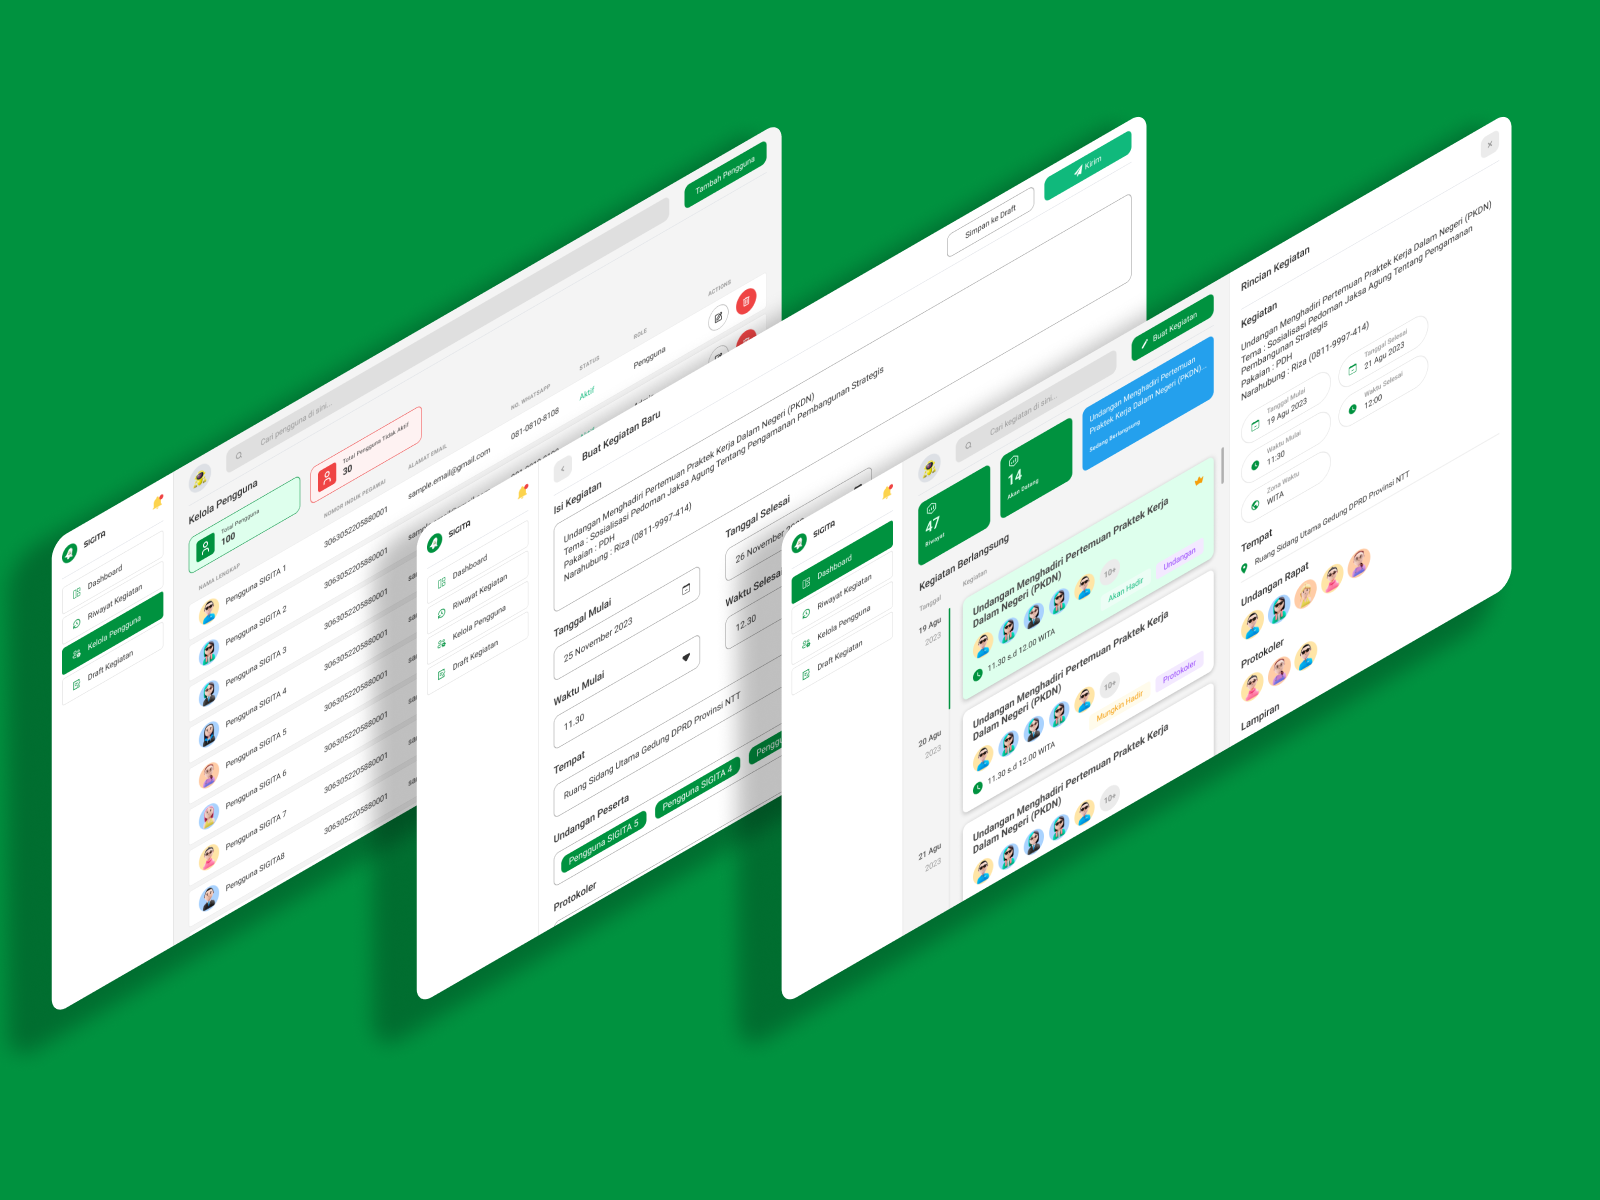 SIGITA
Dashboard
Riwayat Kegiatan
Kelola Pengguna
Draft Kegiatan
Cari pengguna di sini...
Tambah Pengguna
Kelola Pengguna
Total Pengguna
100
Total Pengguna Tidak Aktif
30
NAMA LENGKAP
NOMOR INDUK PEGAWAI
ALAMAT EMAIL
NO. WHATSAPP
STATUS
ROLE
ACTIONS
Pengguna SIGITA 1
3063052205880001
sample.email@gmail.com
081-0810-8108
Aktif
Pengguna
Pengguna SIGITA 2
3063052205880001
Pengguna SIGITA 3
3063052205880001
Pengguna SIGITA 4
3063052205880001
Pengguna SIGITA 5
3063052205880001
Pengguna SIGITA 6
3063052205880001
Pengguna SIGITA 7
3063052205880001
Pengguna SIGITA8
3063052205880001
SIGITA
Dashboard
Riwayat Kegiatan
Kelola Pengguna
Draft Kegiatan
Buat Kegiatan Baru
Simpan ke Draft
Kirim
Isi Kegiatan
Undangan Menghadiri Pertemuan Praktek Kerja Dalam Negeri (PKDN)
Tema : Sosialisasi Pedoman Jaksa Agung Tentang Pengamanan Pembangunan Strategis
Pakaian : PDH
Narahubung : Riza (0811-9997-414)
Tanggal Mulai
25 November 2023
Tanggal Selesai
26 November
Waktu Mulai
11.30
Waktu Selesai
12.30
Tempat
Ruang Sidang Utama Gedung DPRD Provinsi NTT
Undangan Peserta
Pengguna SIGITA 5
Pengguna SIGITA 4
Protokoler
SIGITA
Dashboard
Riwayat Kegiatan
Kelola Pengguna
Draft Kegiatan
Cari kegiatan di sini...
Buat Kegiatan
47
Riwayat
14
Akan Datang
Undangan Menghadiri Pertemuan
Praktek Kerja Dalam Negeri (PKDN)...
Sedang Berlangsung
Kegiatan Berlangsung
Tanggal
Kegiatan
19 Agu
2023
Undangan Menghadiri Pertemuan Praktek Kerja
Dalam Negeri (PKDN)
10+
11.30 s.d 12.00 WITA
Akan Hadir
Undangan
20 Agu
2023
Undangan Menghadiri Pertemuan Praktek Kerja
Dalam Negeri (PKDN)
10+
11.30 s.d 12.00 WITA
Mungkin Hadir
Protokoler
21 Agu
2023
Undangan Menghadiri Pertemuan Praktek Kerja
Dalam Negeri (PKDN)
10+
Rincian Kegiatan
Kegiatan
Undangan Menghadiri Pertemuan Praktek Kerja Dalam Negeri (PKDN)
Tema : Sosialisasi Pedoman Jaksa Agung Tentang Pengamanan
Pembangunan Strategis
Pakaian : PDH
Narahubung : Riza (0811-9997-414)
Tanggal Mulai
19 Agu 2023
Tanggal Selesai
21 Agu 2023
Waktu Mulai
11:30
Waktu Selesai
12:00
Zona Waktu
WITA
Tempat
Ruang Sidang Utama Gedung DPRD Provinsi NTT
Undangan Rapat
Protokoler
Lampiran